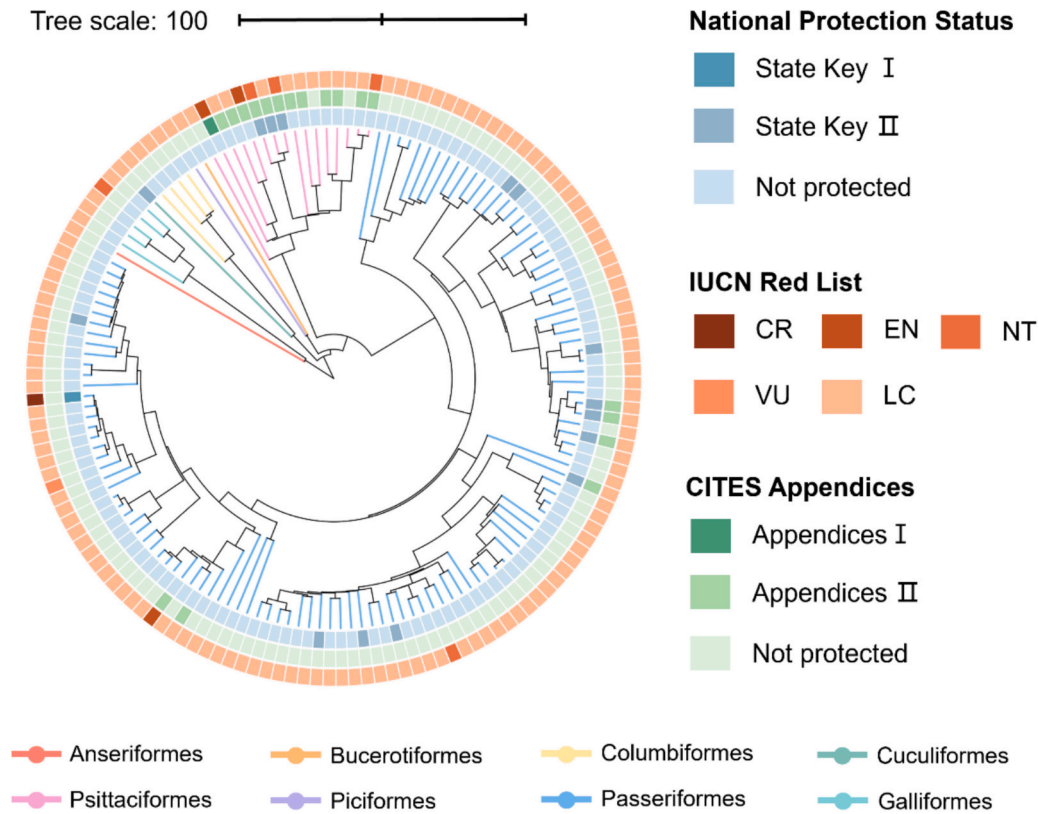 Tree scale: 100
National Protection Status
State Key Ⅰ
State Key Ⅱ
Not protected
IUCN Red List
CR EN NT
VU LC
CITES Appendices
Appendices Ⅰ
Appendices Ⅱ
Not protected
Anseriformes Bucerotiformes Columbiformes Cuculiformes
Psittaciformes Piciformes Passeriformes Galliformes